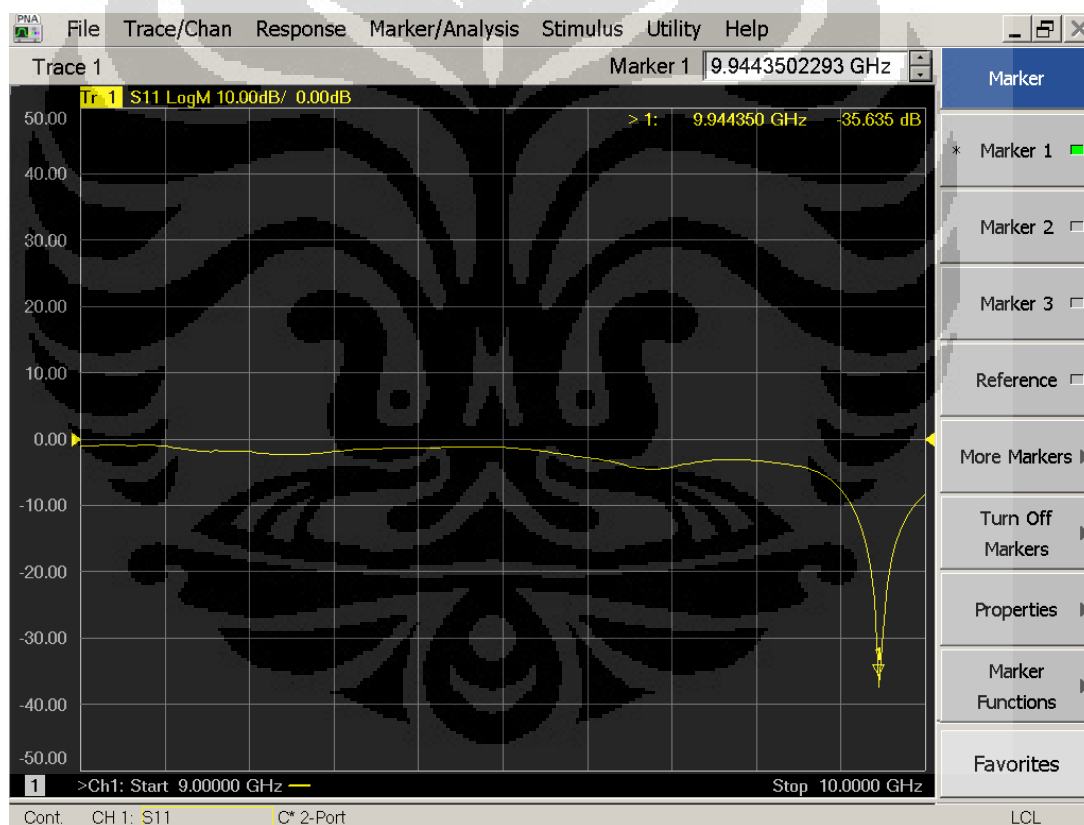 PNA
File Trace/Chan Response Marker/Analysis Stimulus Utility Help
Trace 1 Marker 1 9.9443502293 GHz
Marker
Tr 1 S11 LogM 10.00dB/ 0.00dB
> 1: 9.944350 GHz -35.635 dB
50.00
40.00
30.00
20.00
10.00
0.00
-10.00
-20.00
-30.00
-40.00
-50.00
* Marker 1
Marker 2
Marker 3
Reference
More Markers
Turn Off
Markers
Properties
Marker
Functions
Favorites
1 >Ch1: Start 9.00000 GHz Stop 10.0000 GHz
Cont. CH 1: S11 C* 2-Port LCL